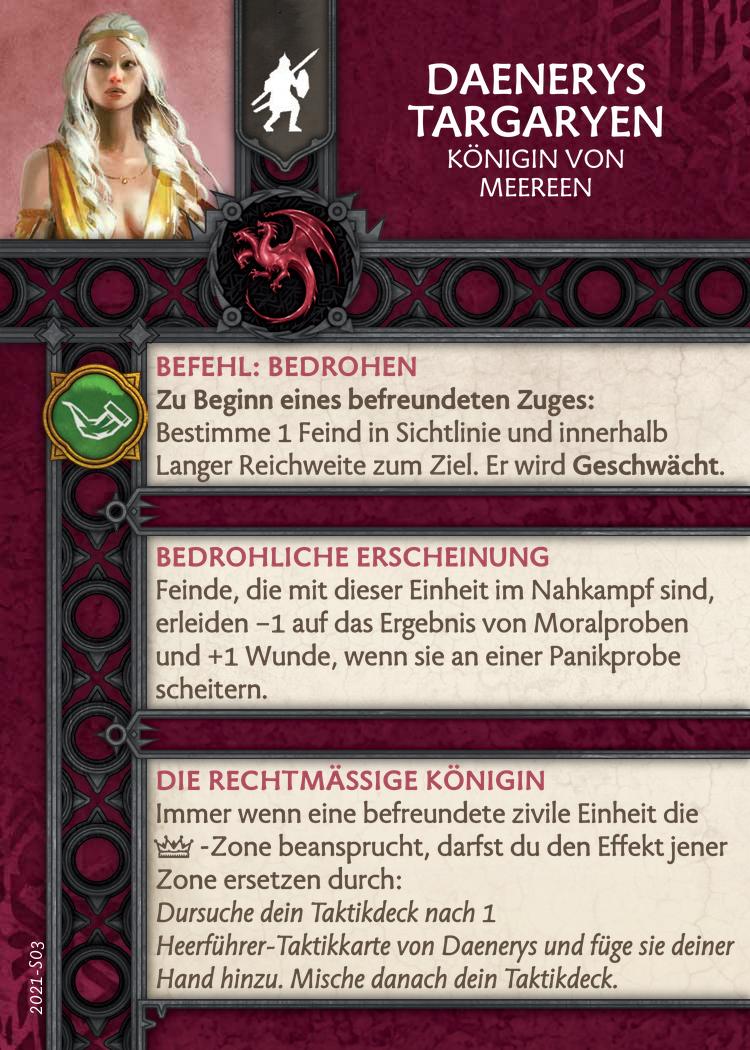 DAENERYS
TARGARYEN
KÖNIGIN VON
MEEREEN
BEFEHL: BEDROHEN
Zu Beginn eines befreundeten Zuges:
Bestimme 1 Feind in Sichtlinie und innerhalb
Langer Reichweite zum Ziel. Er wird Geschwächt.
BEDROHLICHE ERSCHEINUNG
Feinde, die mit dieser Einheit im Nahkampf sind,
erleiden –1 auf das Ergebnis von Moralproben
und +1 Wunde, wenn sie an einer Panikprobe
scheitern.
DIE RECHTMÄSSIGE KÖNIGIN
Immer wenn eine befreundete zivile Einheit die
-Zone beansprucht, darfst du den Effekt jener
Zone ersetzen durch:
Dursuche dein Taktikdeck nach 1
Heerführer-Taktikkarte von Daenerys und füge sie deiner
Hand hinzu. Mische danach dein Taktikdeck.
2021-S03